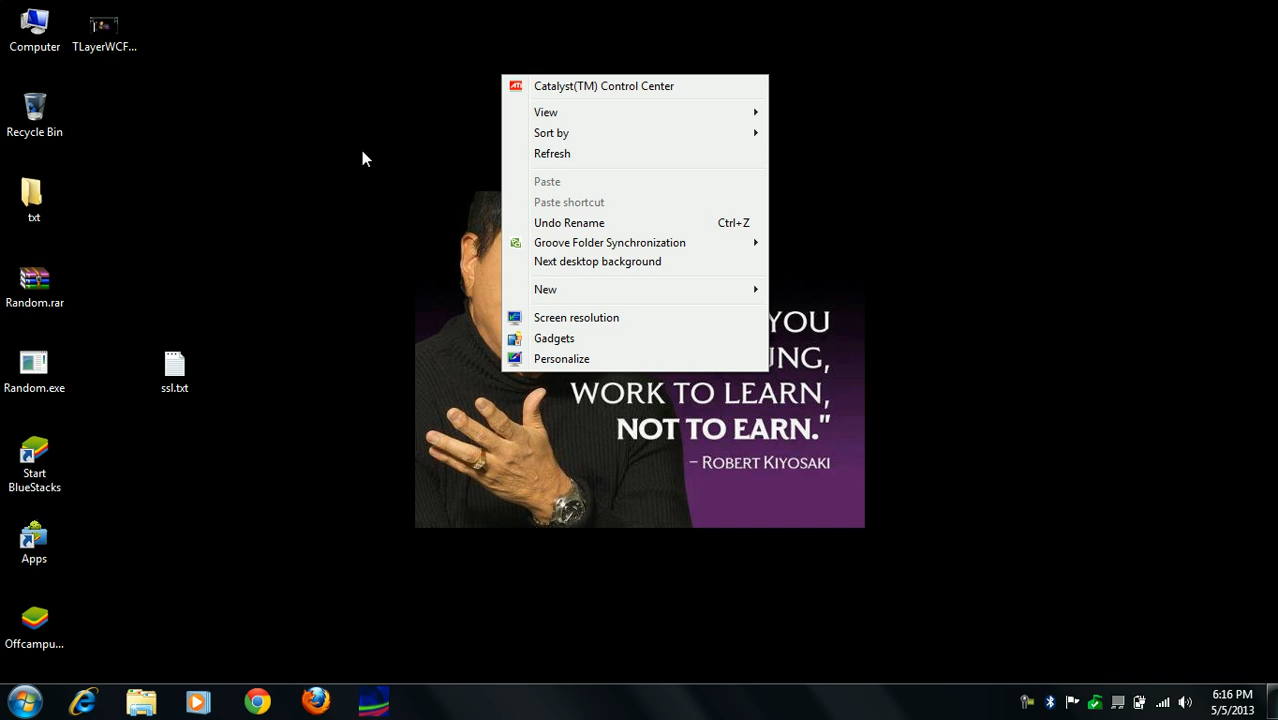 Computer
TLayerWCF...
Recycle Bin
txt
Random.rar
Random.exe
ssl.txt
Start
BlueStacks
Apps
Offcampu...
ATI
Catalyst(TM) Control Center
View
Sort by
Refresh
Paste
Paste shortcut
Undo Rename Ctrl+Z
Groove Folder Synchronization
Next desktop background
New
Screen resolution
Gadgets
Personalize
YOU
UNG,
WORK TO LEARN,
NOT TO EARN."
– ROBERT KIYOSAKI
6:16 PM
5/5/2013